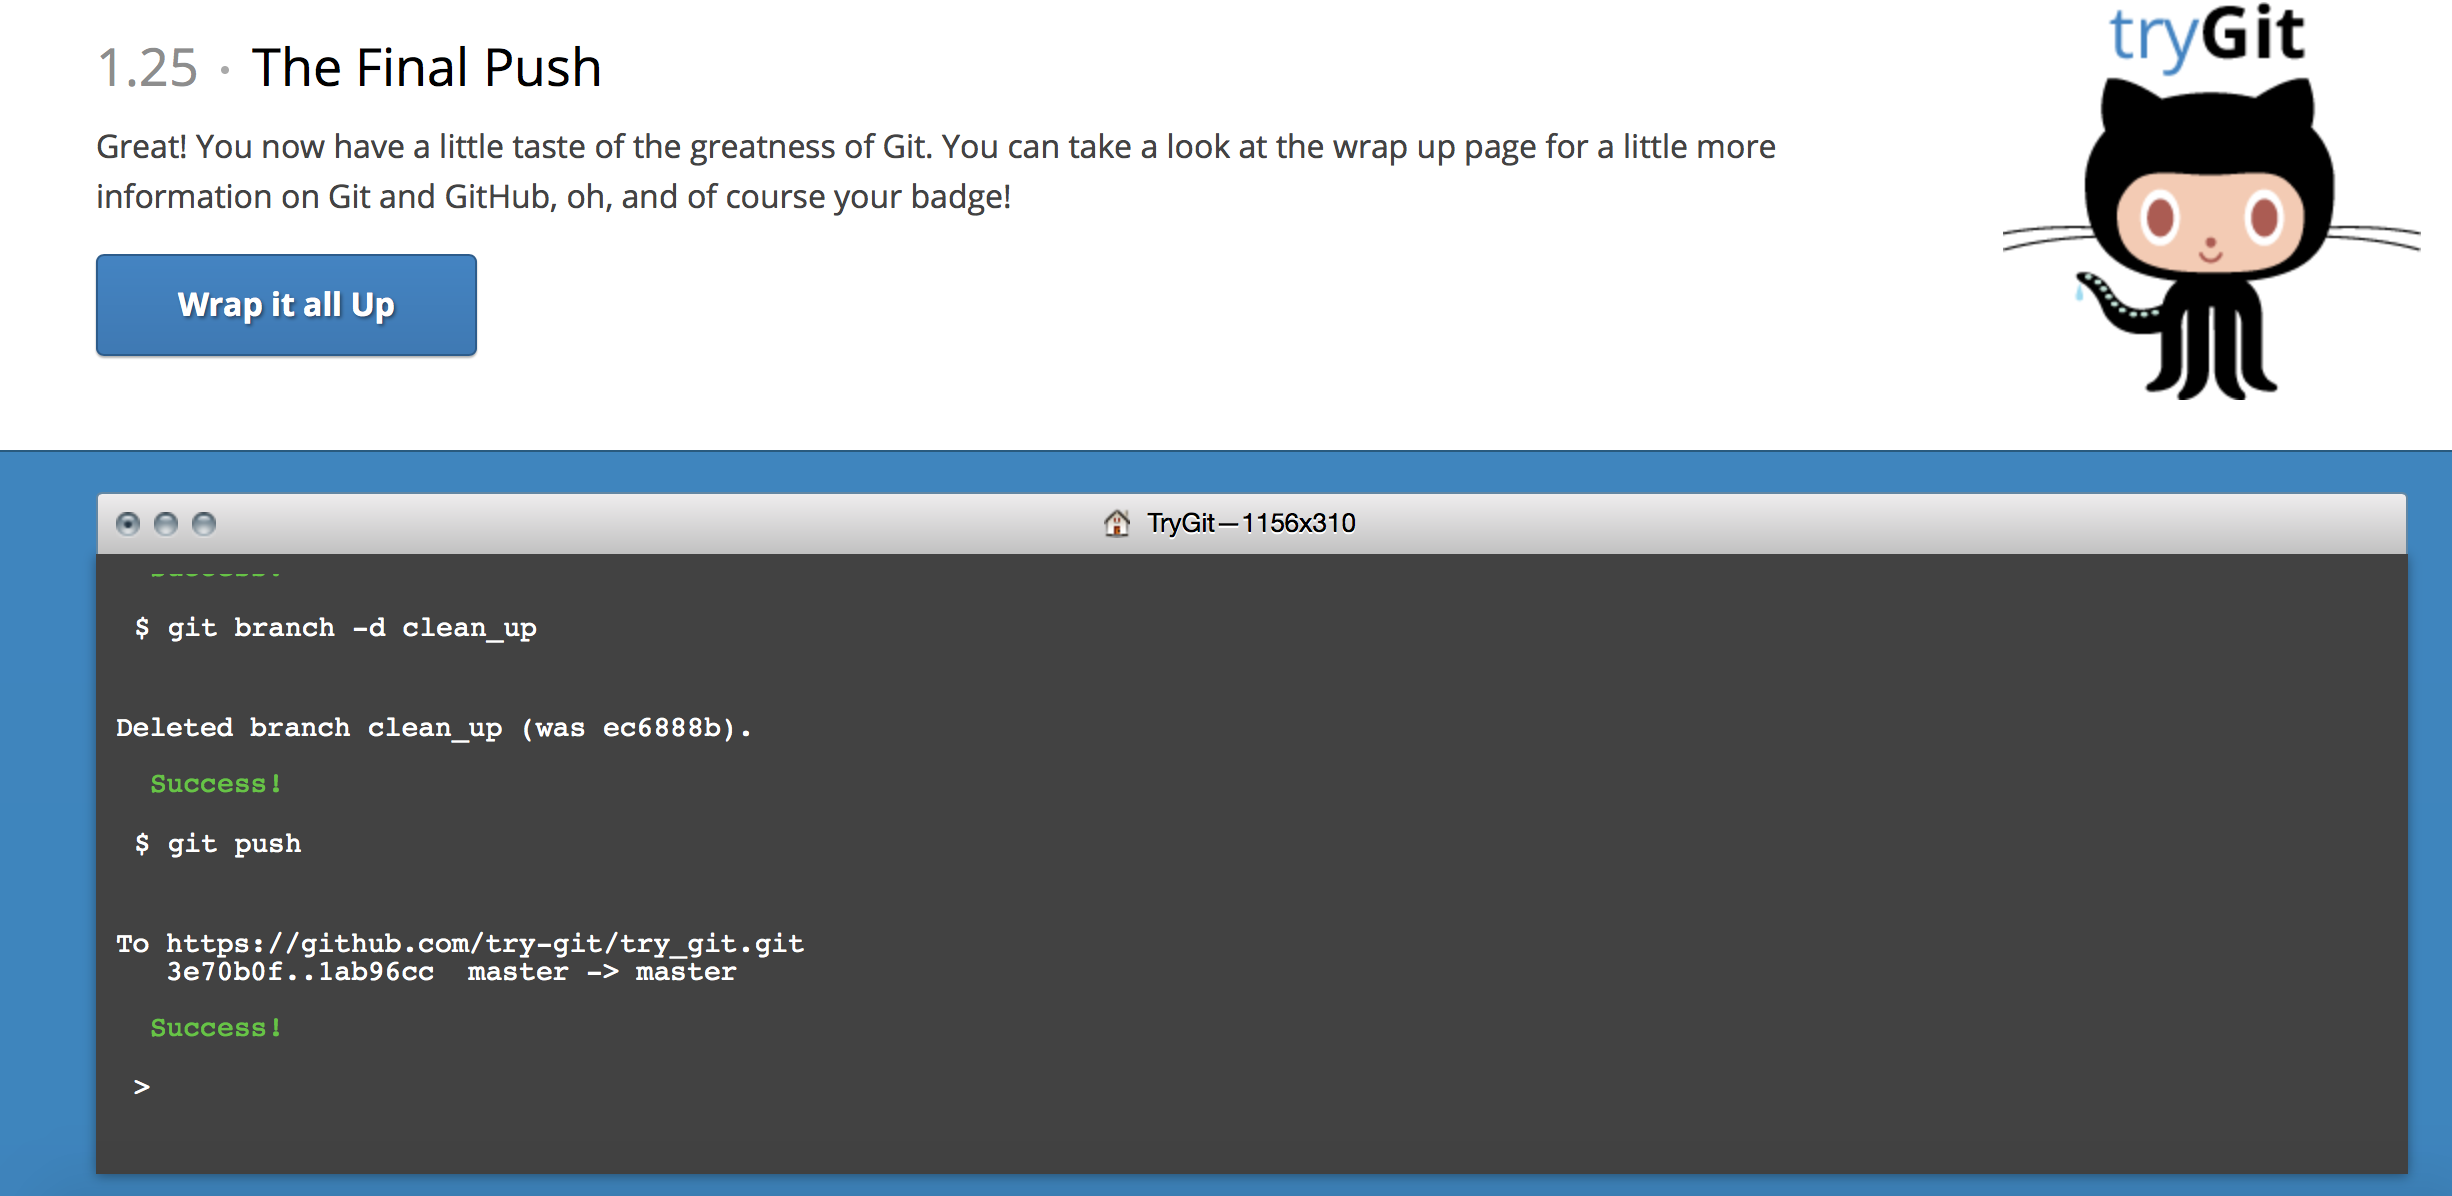 tryGit
1.25 · The Final Push
Great! You now have a little taste of the greatness of Git. You can take a look at the wrap up page for a little more
information on Git and GitHub, oh, and of course your badge!
Wrap it all Up
TryGit—1156x310
$ git branch -d clean_up
Deleted branch clean_up (was ec6888b).
Success!
$ git push
To https://github.com/try-git/try_git.git
3e70b0f..1ab96cc  master -> master
Success!
>